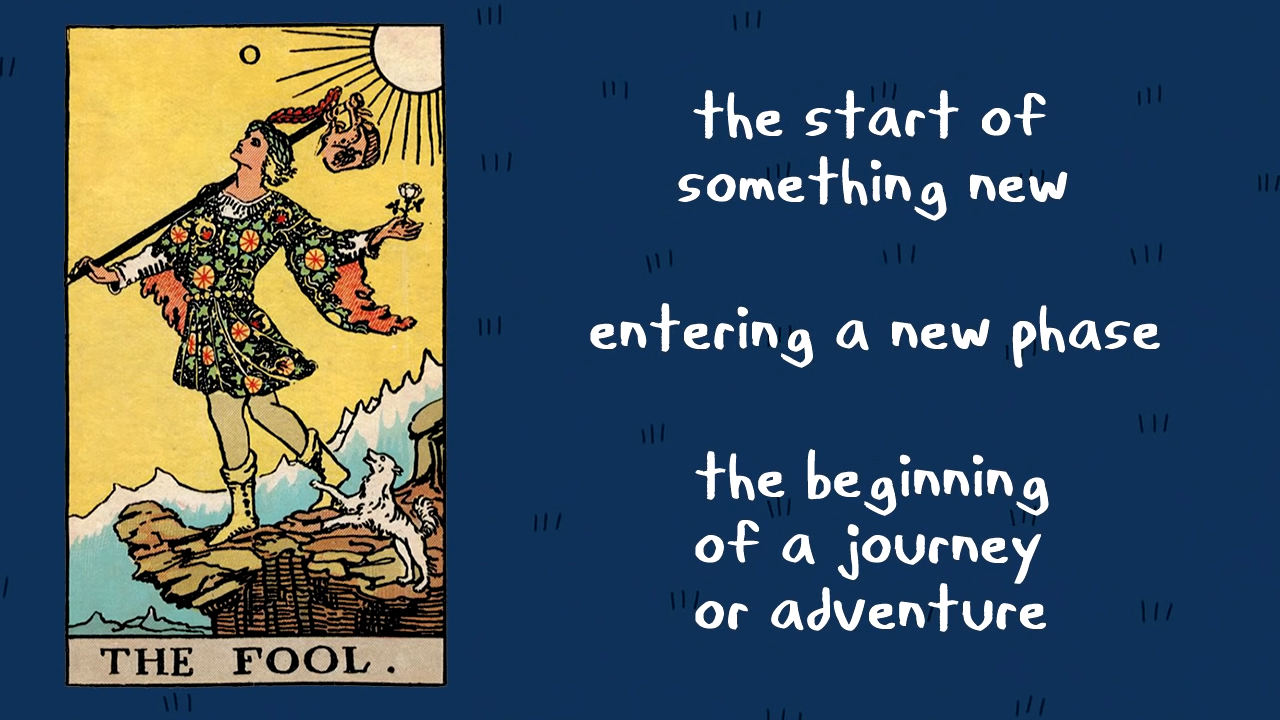 0
THE FOOL.
the start of
something new
entering a new phase
the beginning
of a journey
or adventure